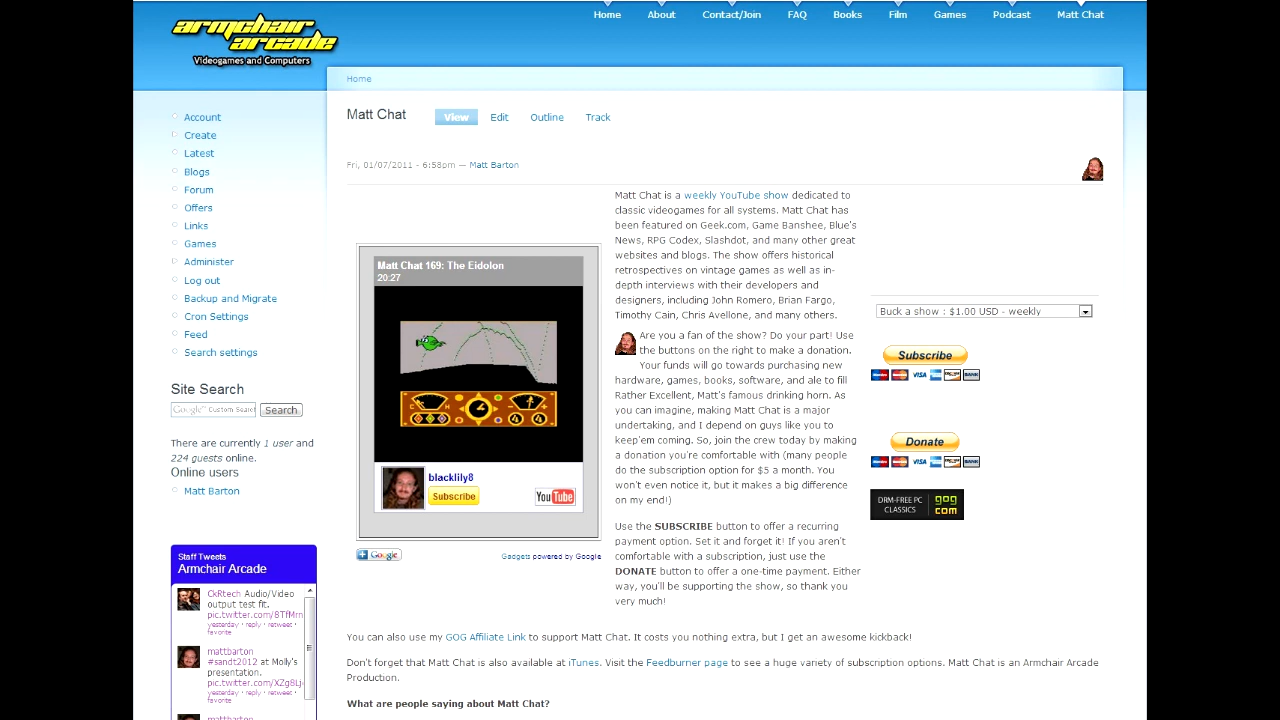 armchair arcade
Videogames and Computers
Home About Contact/Join FAQ Books Film Games Podcast Matt Chat
Home
Account
Create
Latest
Blogs
Forum
Offers
Links
Games
Administer
Log out
Backup and Migrate
Cron Settings
Feed
Search settings
Site Search
Google™ Custom Search
Search
There are currently 1 user and
224 guests online.
Online users
Matt Barton
Staff Tweets
Armchair Arcade
CkRtech Audio/Video
output test fit.
pic.twitter.com/8TfMrn
yesterday · reply · retweet ·
favorite
mattbarton
#sandt2012 at Molly's
presentation.
pic.twitter.com/XZg8Lj
yesterday · reply · retweet ·
favorite
mattbarton
Matt Chat View Edit Outline Track
Fri, 01/07/2011 - 6:58pm — Matt Barton
Matt Chat 169: The Eidolon
20:27
blacklily8
Subscribe
YouTube
Google
Gadgets powered by Google
Matt Chat is a weekly YouTube show dedicated to
classic videogames for all systems. Matt Chat has
been featured on Geek.com, Game Banshee, Blue's
News, RPG Codex, Slashdot, and many other great
websites and blogs. The show offers historical
retrospectives on vintage games as well as in-
depth interviews with their developers and
designers, including John Romero, Brian Fargo,
Timothy Cain, Chris Avellone, and many others.
Are you a fan of the show? Do your part! Use
the buttons on the right to make a donation.
Your funds will go towards purchasing new
hardware, games, books, software, and ale to fill
Rather Excellent, Matt's famous drinking horn. As
you can imagine, making Matt Chat is a major
undertaking, and I depend on guys like you to
keep'em coming. So, join the crew today by making
a donation you're comfortable with (many people
do the subscription option for $5 a month. You
won't even notice it, but it makes a big difference
on my end!)
Use the SUBSCRIBE button to offer a recurring
payment option. Set it and forget it! If you aren't
comfortable with a subscription, just use the
DONATE button to offer a one-time payment. Either
way, you'll be supporting the show, so thank you
very much!
Buck a show : $1.00 USD - weekly
Subscribe
VISA BANK
Donate
VISA BANK
DRM-FREE PC
CLASSICS
gog
com
You can also use my GOG Affiliate Link to support Matt Chat. It costs you nothing extra, but I get an awesome kickback!
Don't forget that Matt Chat is also available at iTunes. Visit the Feedburner page to see a huge variety of subscription options. Matt Chat is an Armchair Arcade
Production.
What are people saying about Matt Chat?